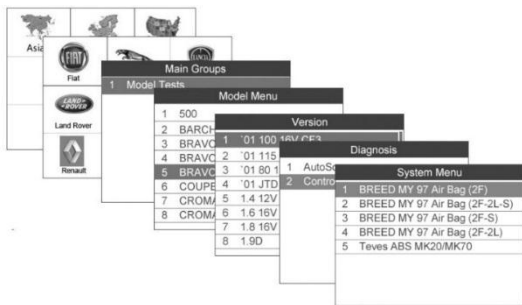 Asia
FIAT
Fiat
LAND-
ROVER
Land Rover
Renault
Main Groups
1 Model Tests
Model Menu
1 500
2 BARCH
3 BRAVO
4 BRAVO
5 BRAVO
6 COUPE
7 CROMA
8 CROMA
Version
1 `01 100 16V CF3
2 `01 115
3 `01 80 1
4 `01 JTD
5 1.4 12V
6 1.6 16V
7 1.8 16V
8 1.9D
Diagnosis
1 AutoSc
2 Contro
System Menu
1 BREED MY 97 Air Bag (2F)
2 BREED MY 97 Air Bag (2F-2L-S)
3 BREED MY 97 Air Bag (2F-S)
4 BREED MY 97 Air Bag (2F-2L)
5 Teves ABS MK20/MK70